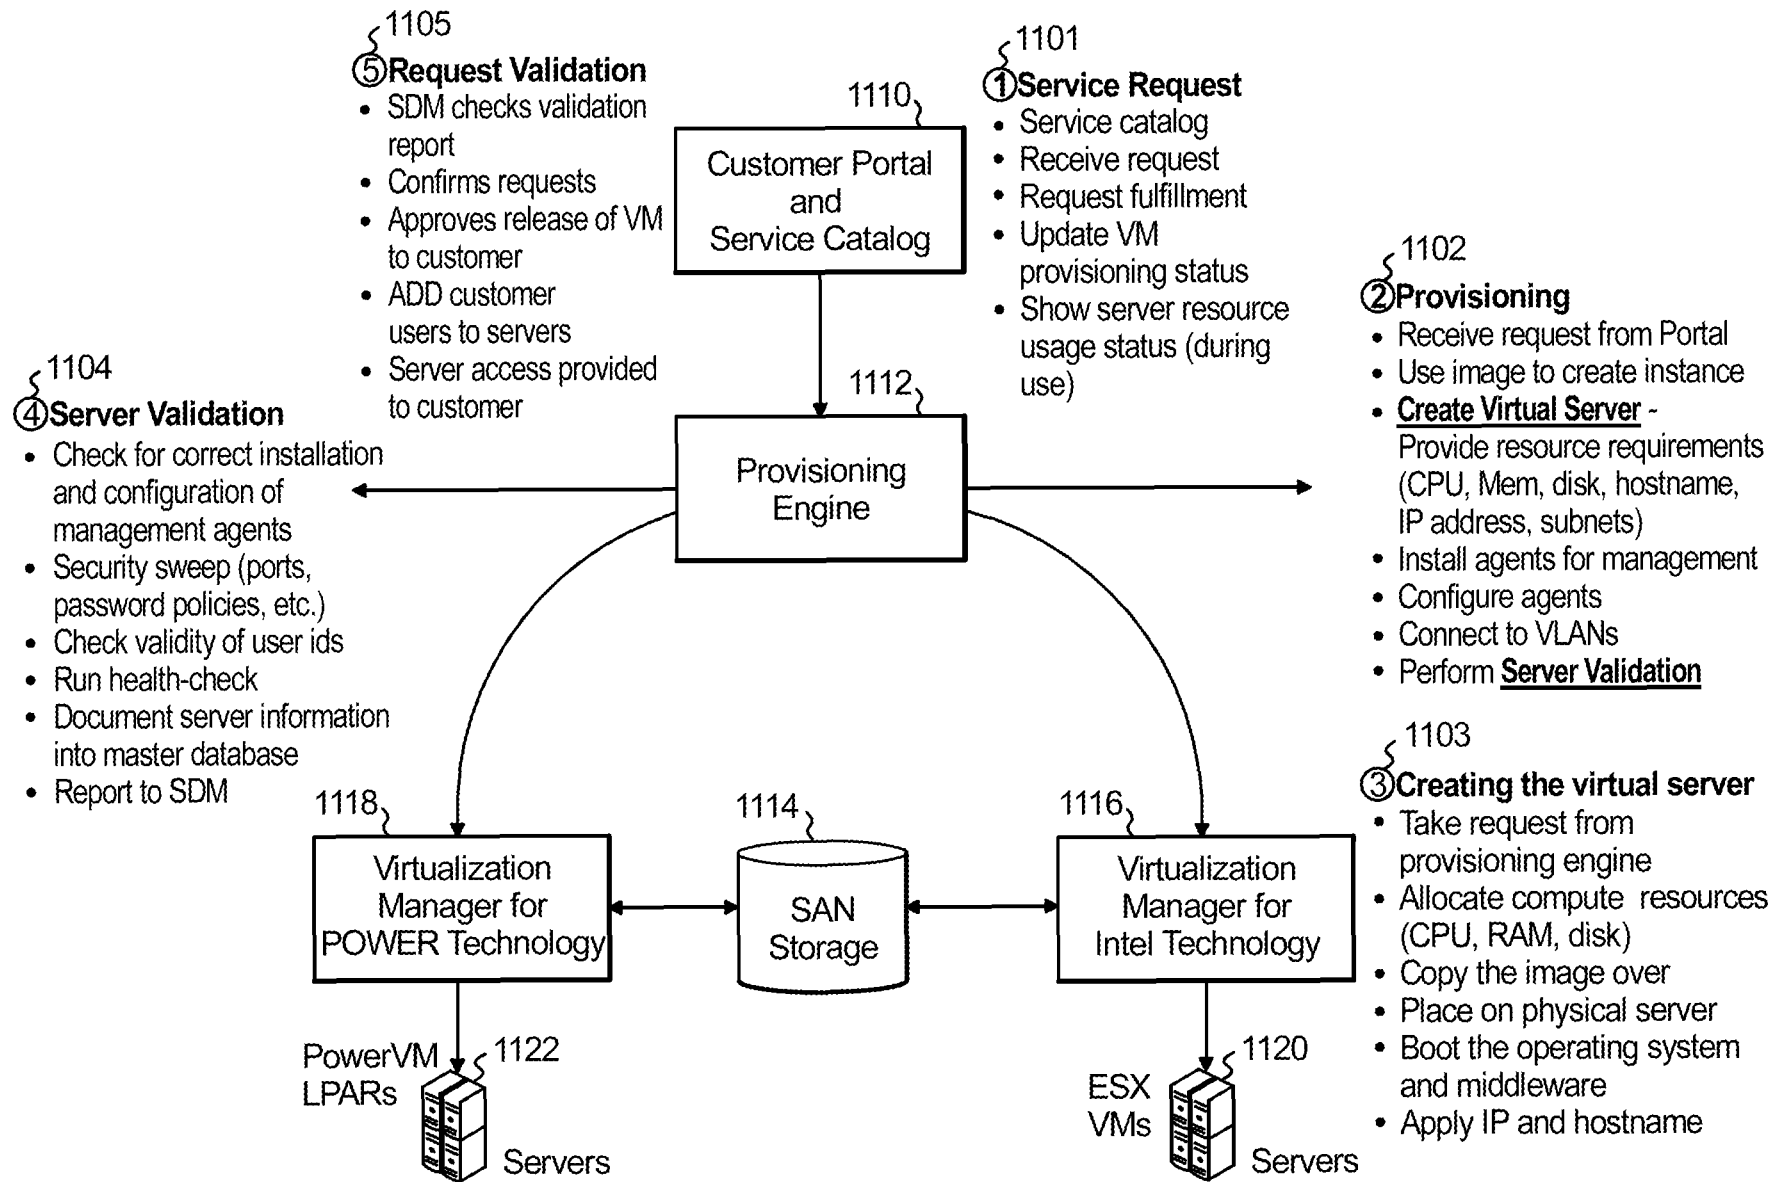 1105
⑤Request Validation
• SDM checks validation
report
• Confirms requests
• Approves release of VM
to customer
• ADD customer
users to servers
• Server access provided
to customer
1110
Customer Portal
and
Service Catalog
1101
①Service Request
• Service catalog
• Receive request
• Request fulfillment
• Update VM
provisioning status
• Show server resource
usage status (during
use)
1102
②Provisioning
• Receive request from Portal
• Use image to create instance
• Create Virtual Server -
Provide resource requirements
(CPU, Mem, disk, hostname,
IP address, subnets)
• Install agents for management
• Configure agents
• Connect to VLANs
• Perform Server Validation
1104
④Server Validation
• Check for correct installation
and configuration of
management agents
• Security sweep (ports,
password policies, etc.)
• Check validity of user ids
• Run health-check
• Document server information
into master database
• Report to SDM
1112
Provisioning
Engine
1103
③Creating the virtual server
• Take request from
provisioning engine
• Allocate compute resources
(CPU, RAM, disk)
• Copy the image over
• Place on physical server
• Boot the operating system
and middleware
• Apply IP and hostname
1118
Virtualization
Manager for
POWER Technology
1114
SAN
Storage
1116
Virtualization
Manager for
Intel Technology
PowerVM
LPARs
1122
Servers
ESX
VMs
1120
Servers